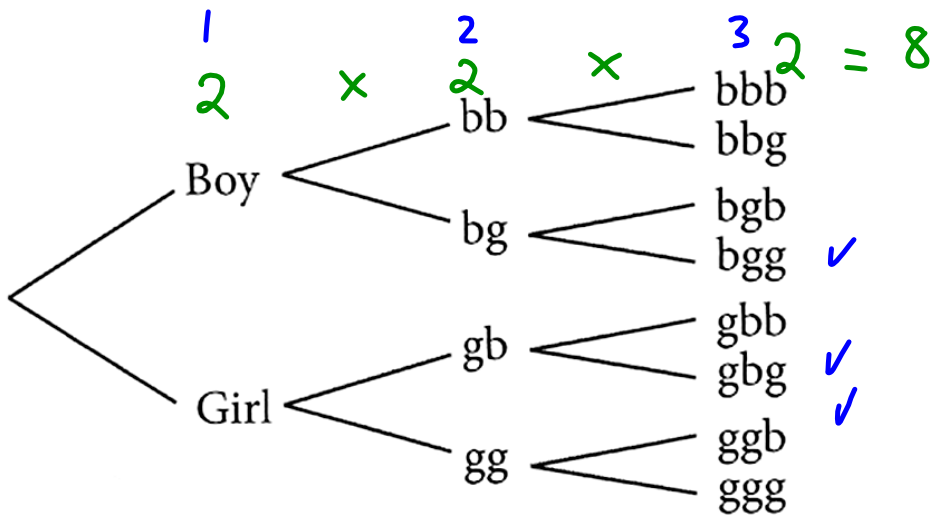 1 2 3
2 × 2 × 2 = 8
bbb
bb
bbg
Boy
bgb
bg
bgg ✓
gbb
gb
gbg ✓
Girl
ggb ✓
gg
ggg